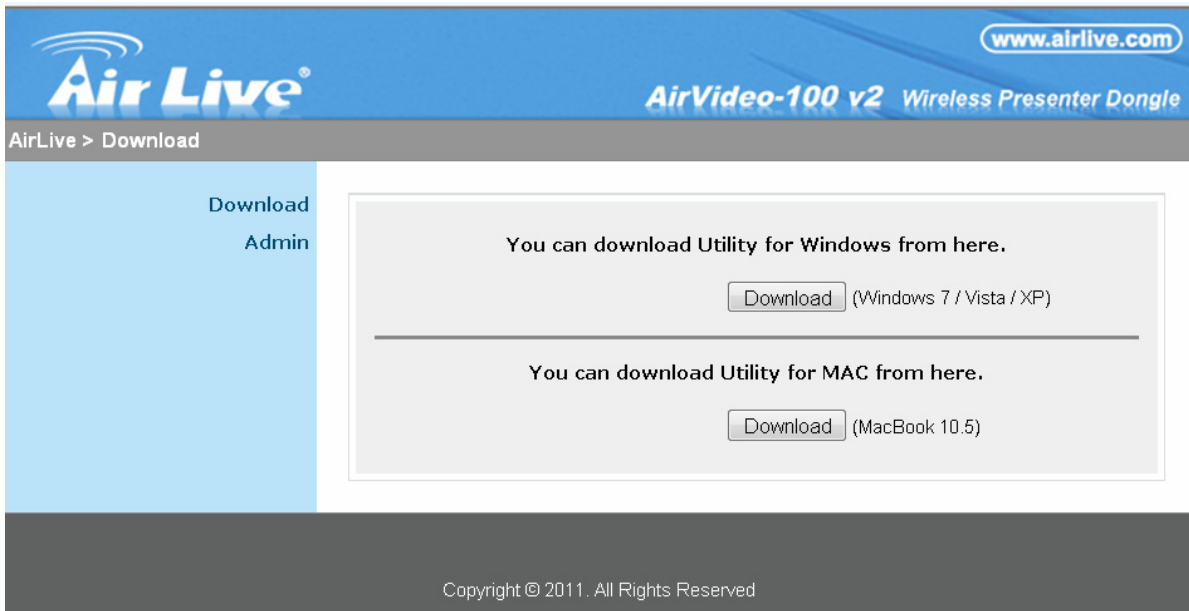 www.airlive.com
Air Live®
AirVideo-100 v2 Wireless Presenter Dongle
AirLive > Download
Download
Admin
You can download Utility for Windows from here.
Download (Windows 7 / Vista / XP)
You can download Utility for MAC from here.
Download (MacBook 10.5)
Copyright © 2011. All Rights Reserved